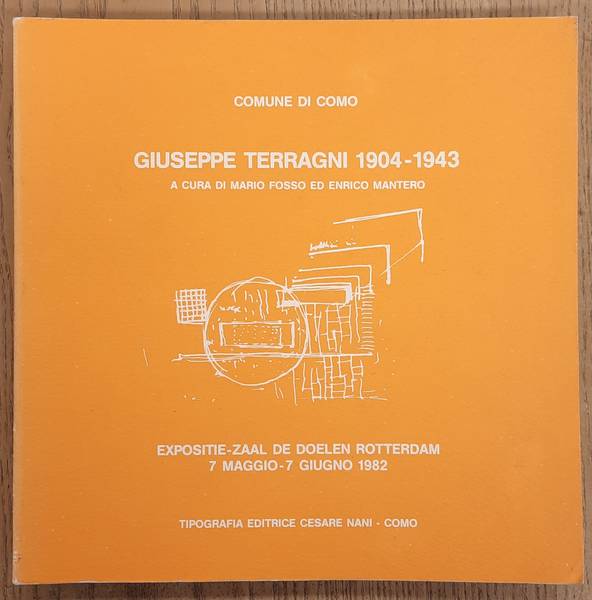 COMUNE DI COMO
GIUSEPPE TERRAGNI 1904-1943
A CURA DI MARIO FOSSO ED ENRICO MANTERO
EXPOSITIE-ZAAL DE DOELEN ROTTERDAM
7 MAGGIO-7 GIUGNO 1982
TIPOGRAFIA EDITRICE CESARE NANI - COMO